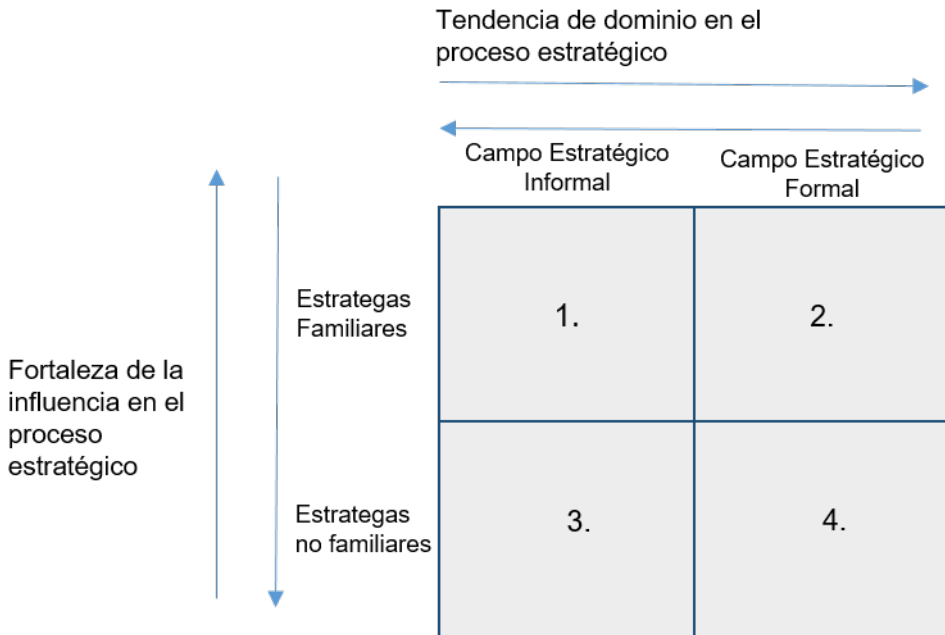 Tendencia de dominio en el
proceso estratégico
Campo Estratégico
Informal
Campo Estratégico
Formal
Estrategas
Familiares
1.
2.
Fortaleza de la
influencia en el
proceso
estratégico
Estrategas
no familiares
3.
4.